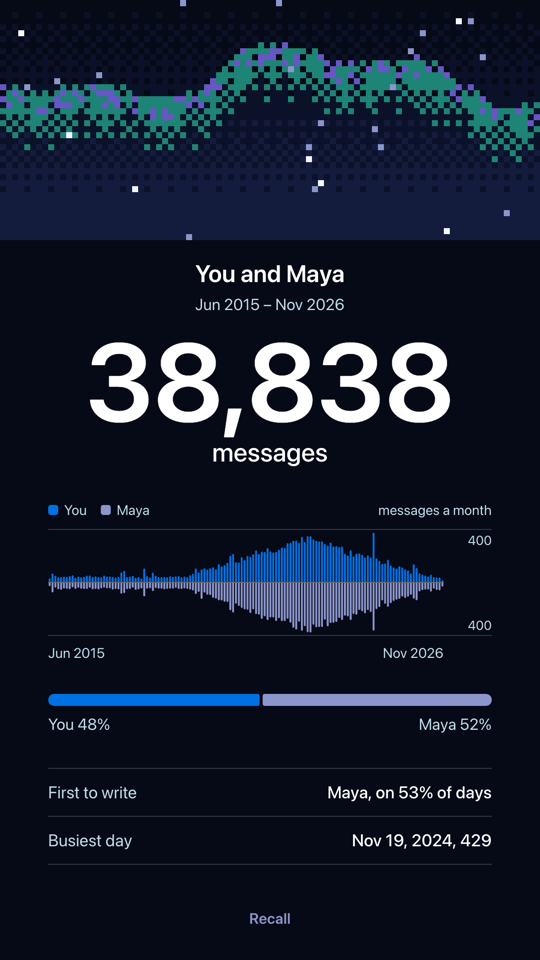 You and Maya
Jun 2015 – Nov 2026
38,838
messages
You Maya messages a month
400
400
Jun 2015 Nov 2026
You 48% Maya 52%
First to write Maya, on 53% of days
Busiest day Nov 19, 2024, 429
Recall